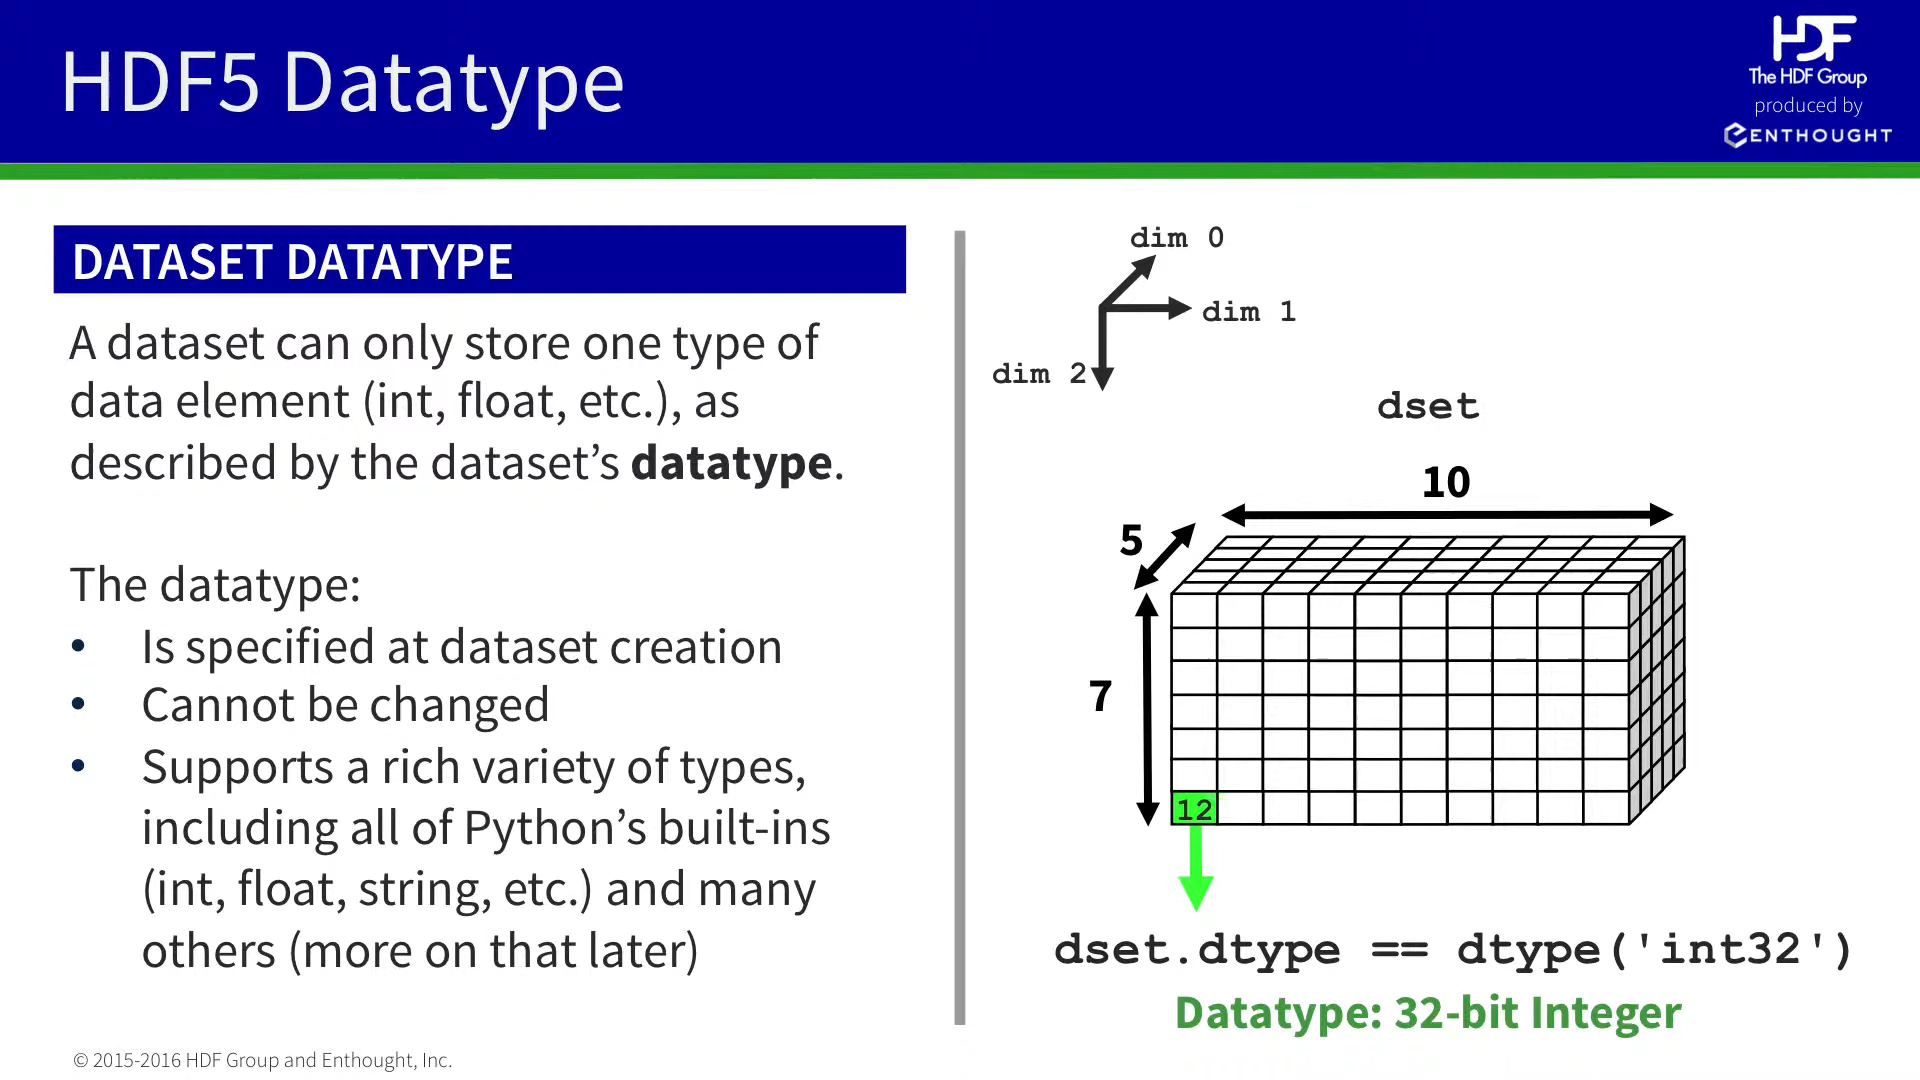 HDF5 Datatype
HDF
The HDF Group
produced by
ENTHOUGHT
DATASET DATATYPE
A dataset can only store one type of
data element (int, float, etc.), as
described by the dataset’s datatype.
The datatype:
• Is specified at dataset creation
• Cannot be changed
• Supports a rich variety of types,
including all of Python’s built-ins
(int, float, string, etc.) and many
others (more on that later)
dim 0
dim 1
dim 2
dset
10
5
7
12
dset.dtype == dtype('int32')
Datatype: 32-bit Integer
© 2015-2016 HDF Group and Enthought, Inc.